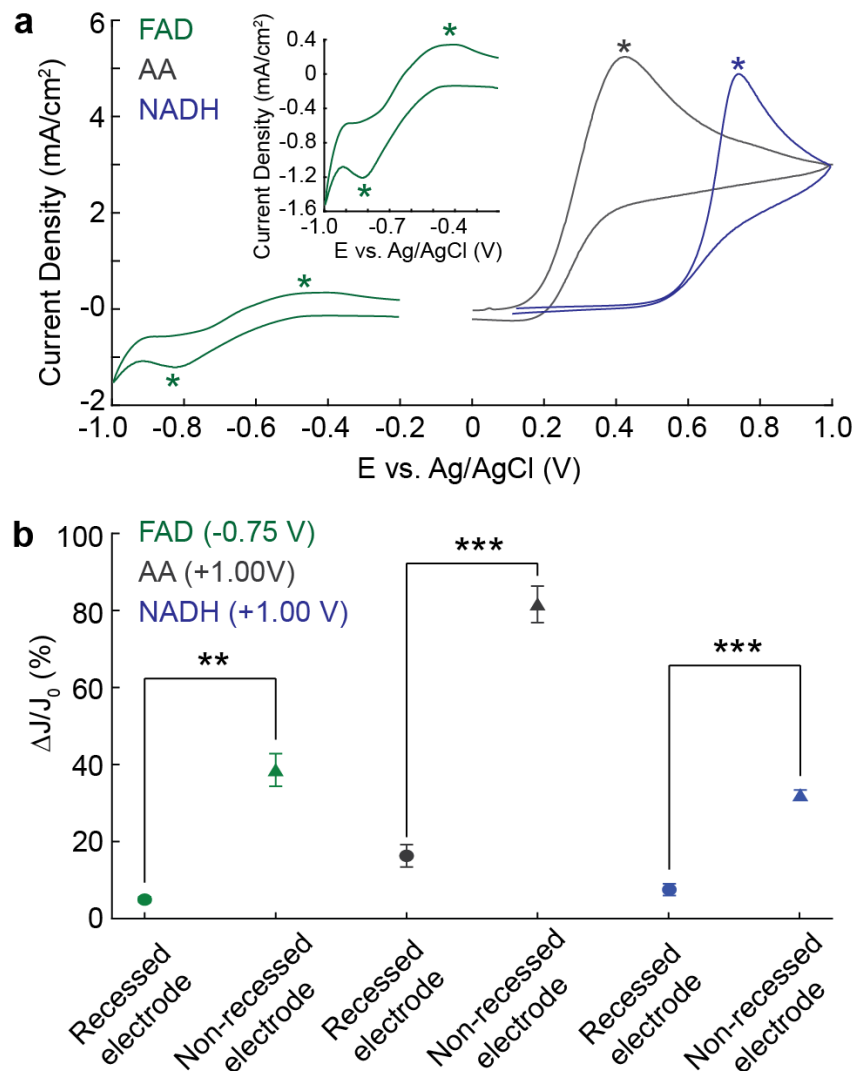 a
FAD
AA
NADH
Current Density (mA/cm²)
6
4
2
-0
-2
-1.0 -0.8 -0.6 -0.4 -0.2 0 0.2 0.4 0.6 0.8 1.0
E vs. Ag/AgCl (V)
Current Density (mA/cm²)
0.4
0
-0.4
-0.8
-1.2
-1.6
-1.0 -0.7 -0.4
E vs. Ag/AgCl (V)
*
*
*
*
*
*
b
FAD (-0.75 V)
AA (+1.00V)
NADH (+1.00 V)
ΔJ/J₀ (%)
100
80
60
40
20
0
**
***
***
Recessed
electrode
Non-recessed
electrode
Recessed
electrode
Non-recessed
electrode
Recessed
electrode
Non-recessed
electrode